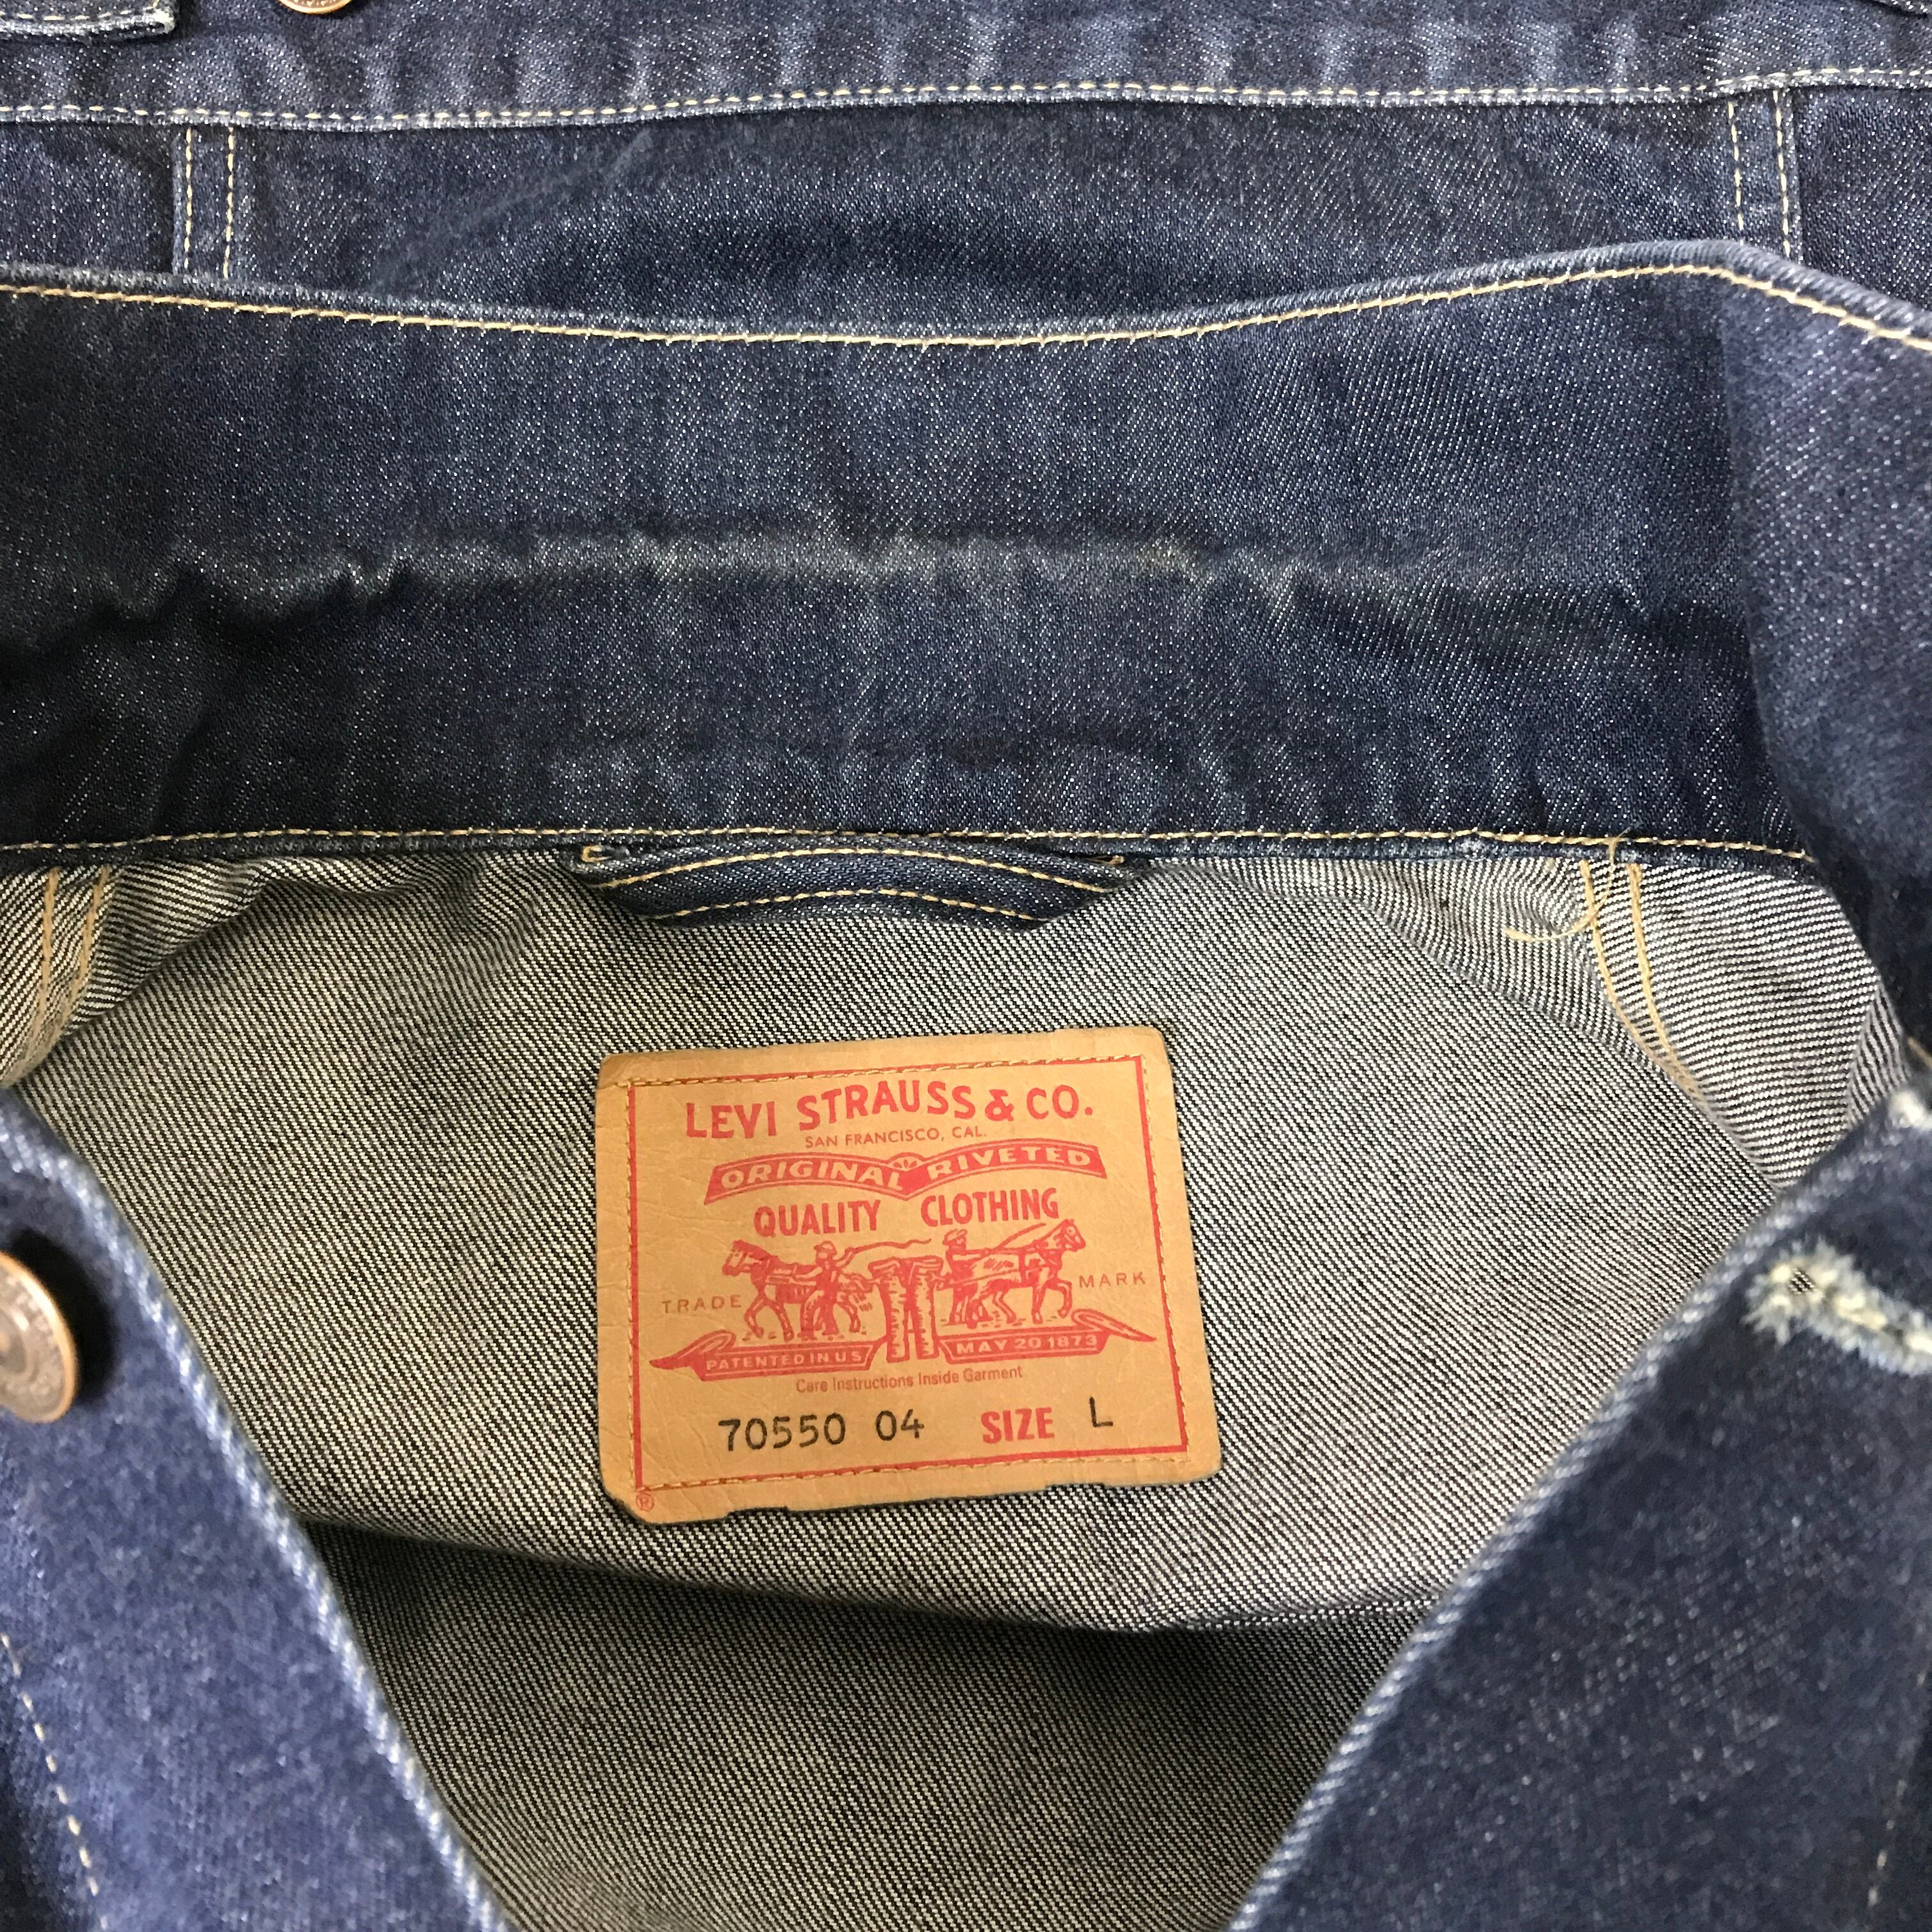 LEVI STRAUSS & CO.
SAN FRANCISCO, CAL.
ORIGINAL RIVETED
QUALITY CLOTHING
TRADE MARK
PATENTED IN U S MAY 20 1873
Care Instructions Inside Garment
70550 04 SIZE L
®